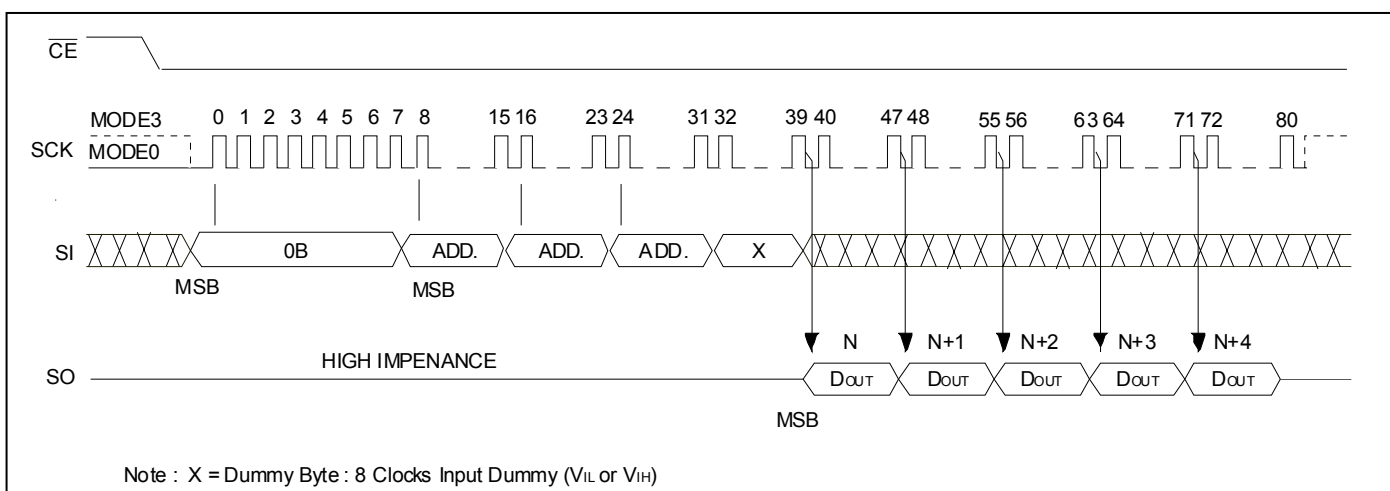 CE
MODE3 0 1 2 3 4 5 6 7 8 15 16 23 24 31 32 39 40 47 48 55 56 63 64 71 72 80
SCK MODE0
SI 0B ADD. ADD. ADD. X
MSB MSB
N N+1 N+2 N+3 N+4
HIGH IMPENANCE
SO DOUT DOUT DOUT DOUT DOUT
MSB
Note : X = Dummy Byte : 8 Clocks Input Dummy (VIL or VIH)